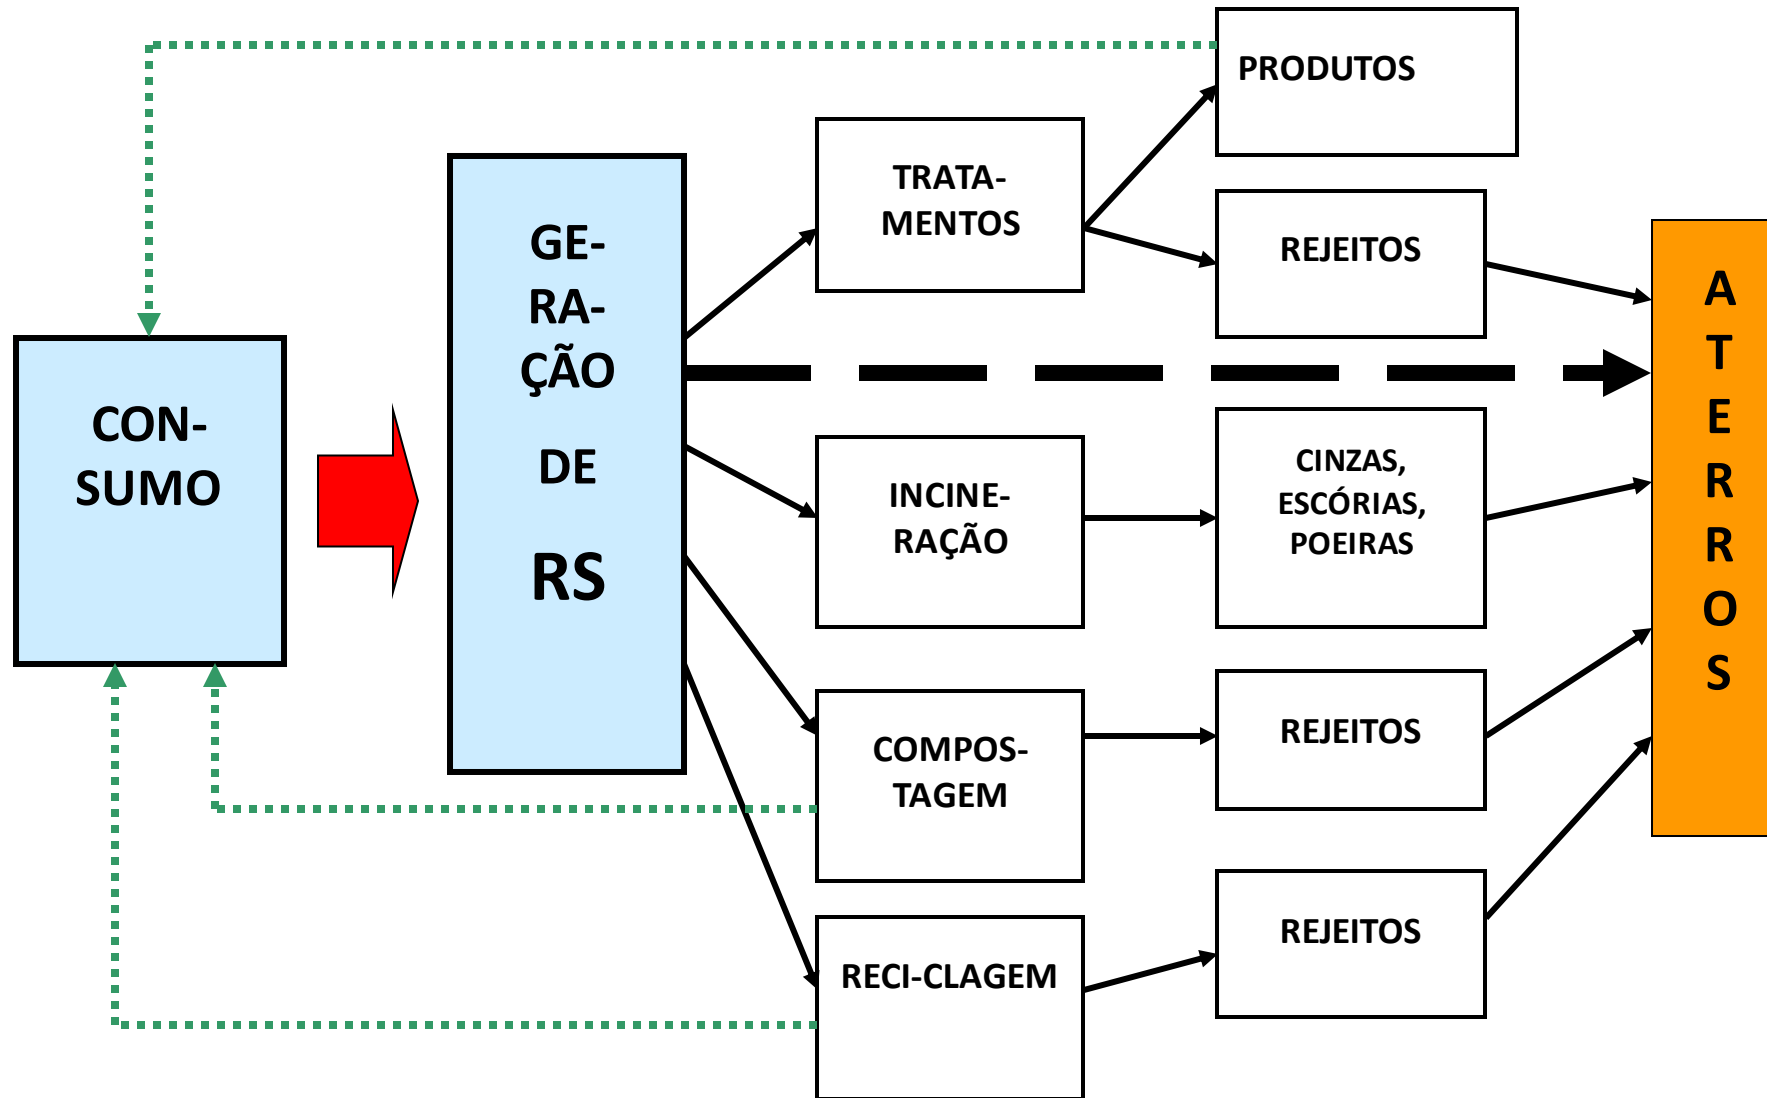 PRODUTOS
TRATA-
MENTOS
REJEITOS
GE-
RA-
ÇÃO
DE
RS
A
T
E
R
R
O
S
CON-
SUMO
INCINE-
RAÇÃO
CINZAS,
ESCÓRIAS,
POEIRAS
COMPOS-
TAGEM
REJEITOS
RECI-CLAGEM
REJEITOS